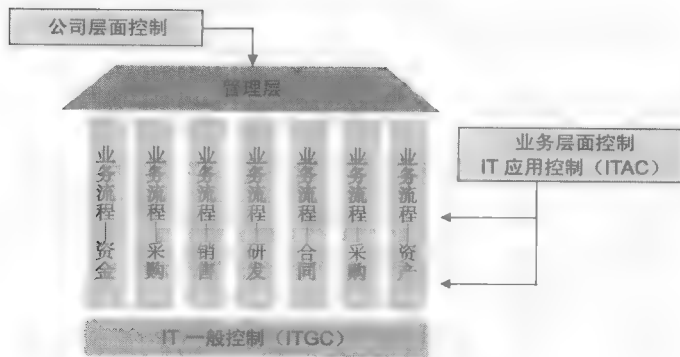 公司层面控制
管理层
业务层面控制
IT 应用控制（ITAC）
业务流程—资金
业务流程—采购
业务流程—销售
业务流程—研发
业务流程—合同
业务流程—采购
业务流程—资产
IT 一般控制（ITGC）